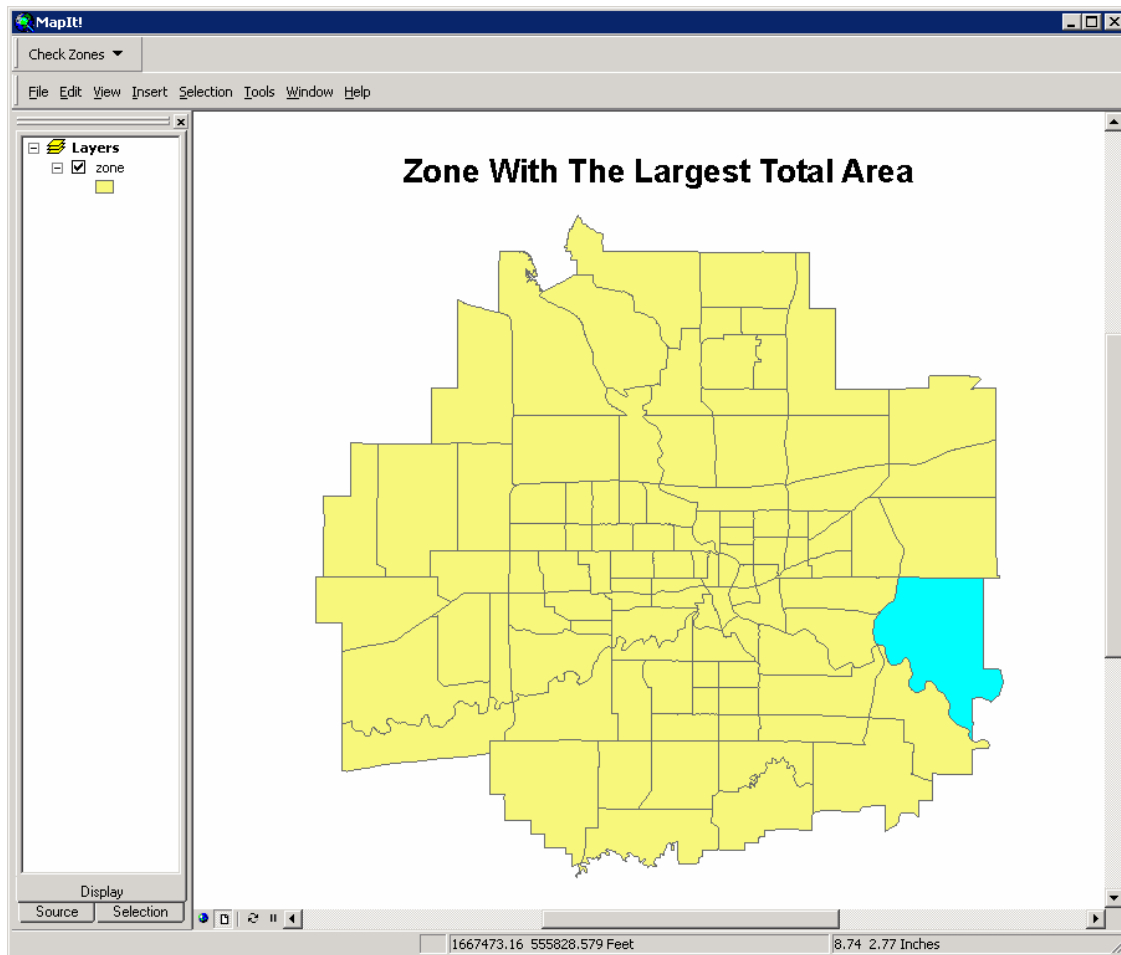 MapIt!
Check Zones
File Edit View Insert Selection Tools Window Help
Layers
zone
Zone With The Largest Total Area
Display
Source Selection
1667473.16 555828.579 Feet
8.74 2.77 Inches